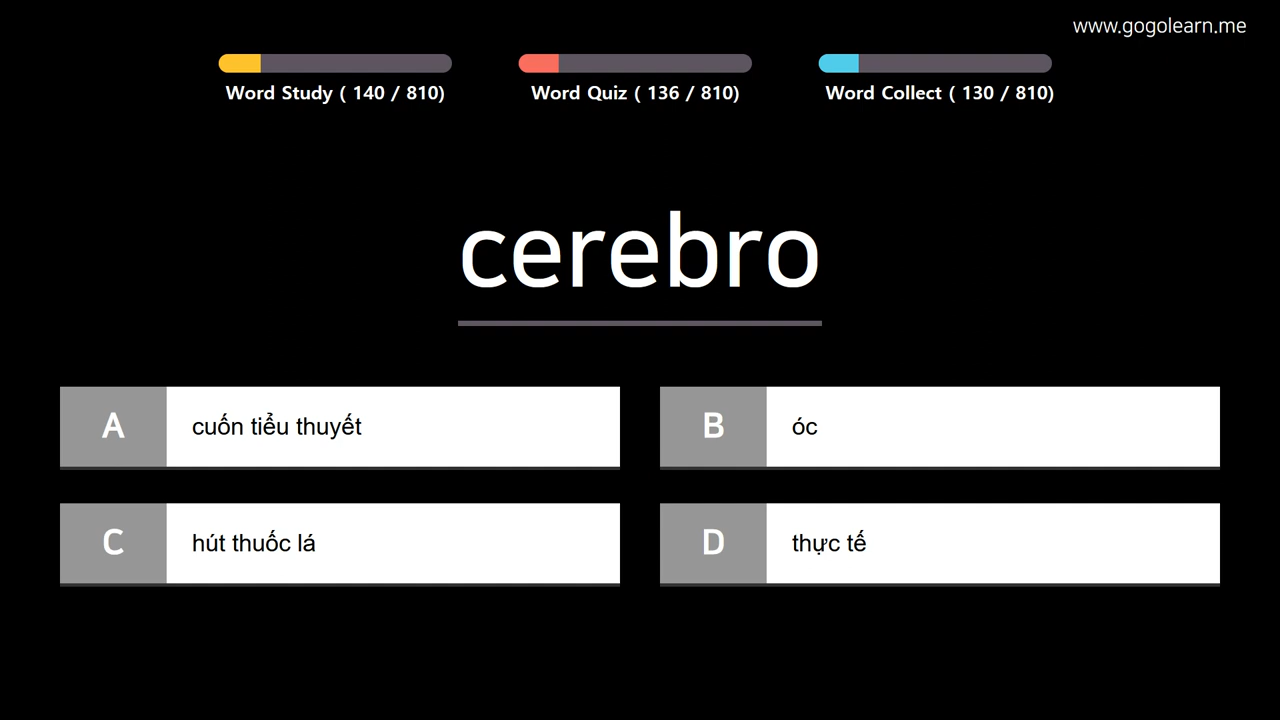 www.gogolearn.me
Word Study ( 140 / 810)
Word Quiz ( 136 / 810)
Word Collect ( 130 / 810)
cerebro
A cuốn tiểu thuyết
B óc
C hút thuốc lá
D thực tế